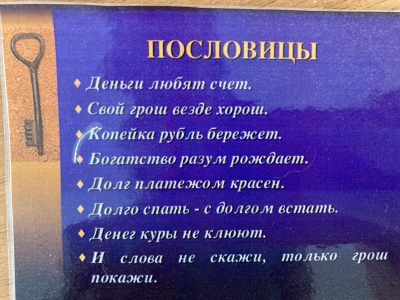 ПОСЛОВИЦЫ
Деньги любят счет.
Свой грош везде хорош.
Копейка рубль бережет.
Богатство разум рождает.
Долг платежом красен.
Долго спать - с долгом встать.
Денег куры не клюют.
И слова не скажи, только грош
покажи.